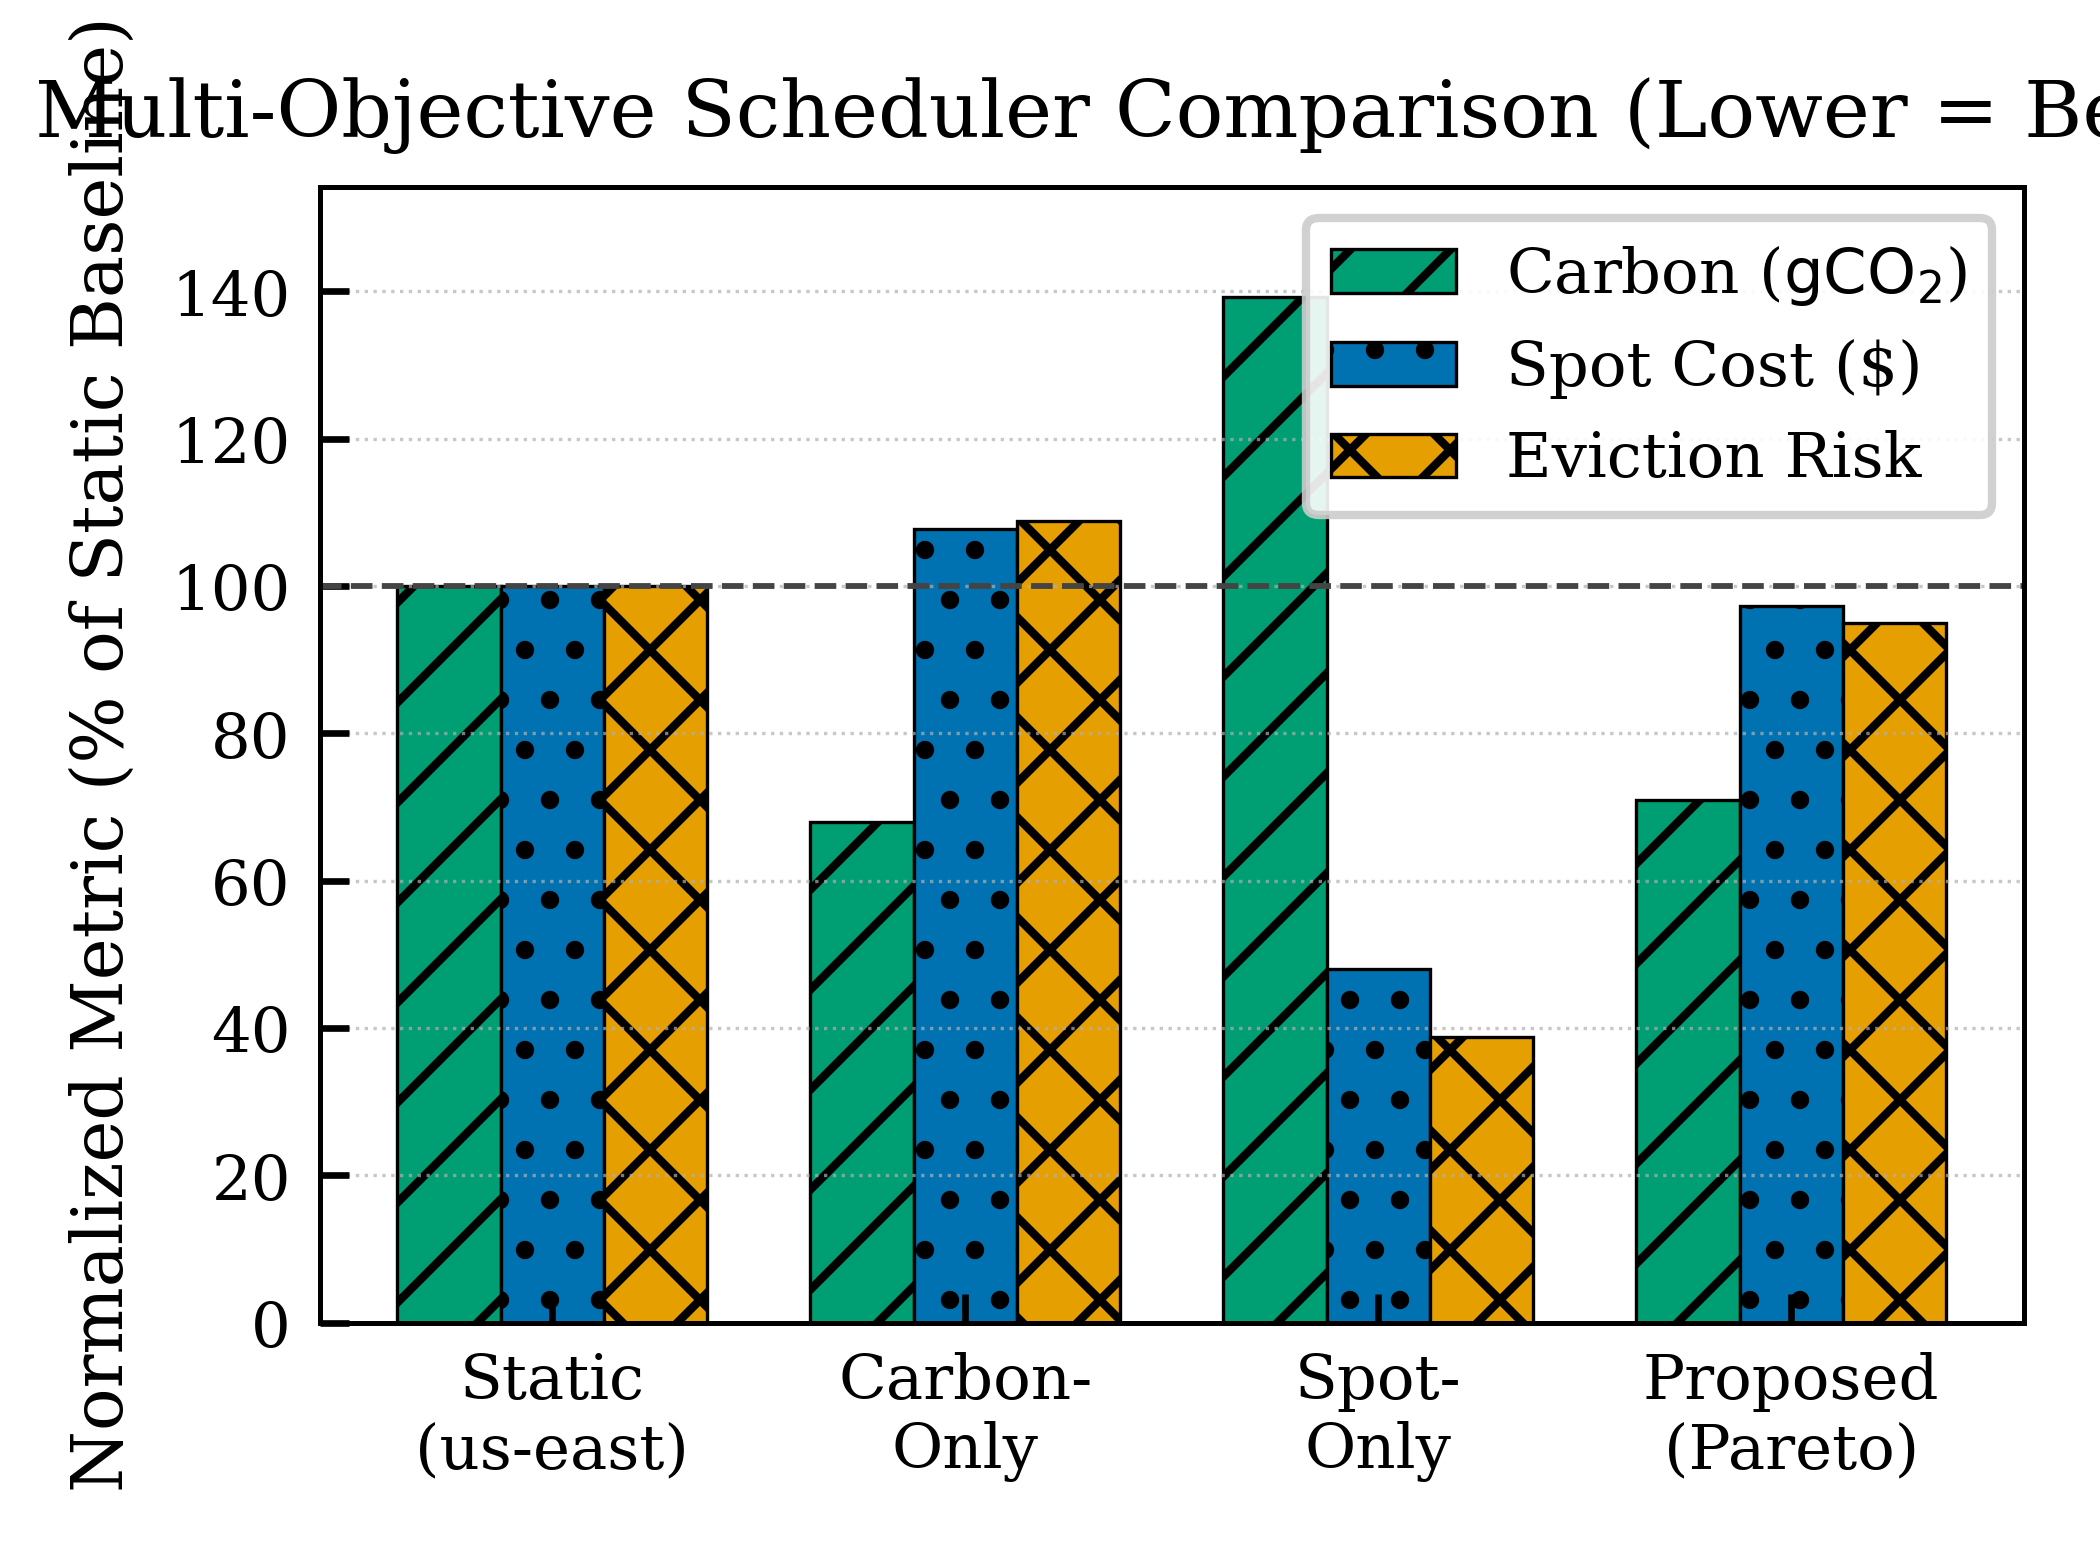 Multi-Objective Scheduler Comparison (Lower = Be
Normalized Metric (% of Static Baseline)
140
120
100
80
60
40
20
0
Carbon (gCO₂)
Spot Cost ($)
Eviction Risk
Static
(us-east)
Carbon-
Only
Spot-
Only
Proposed
(Pareto)